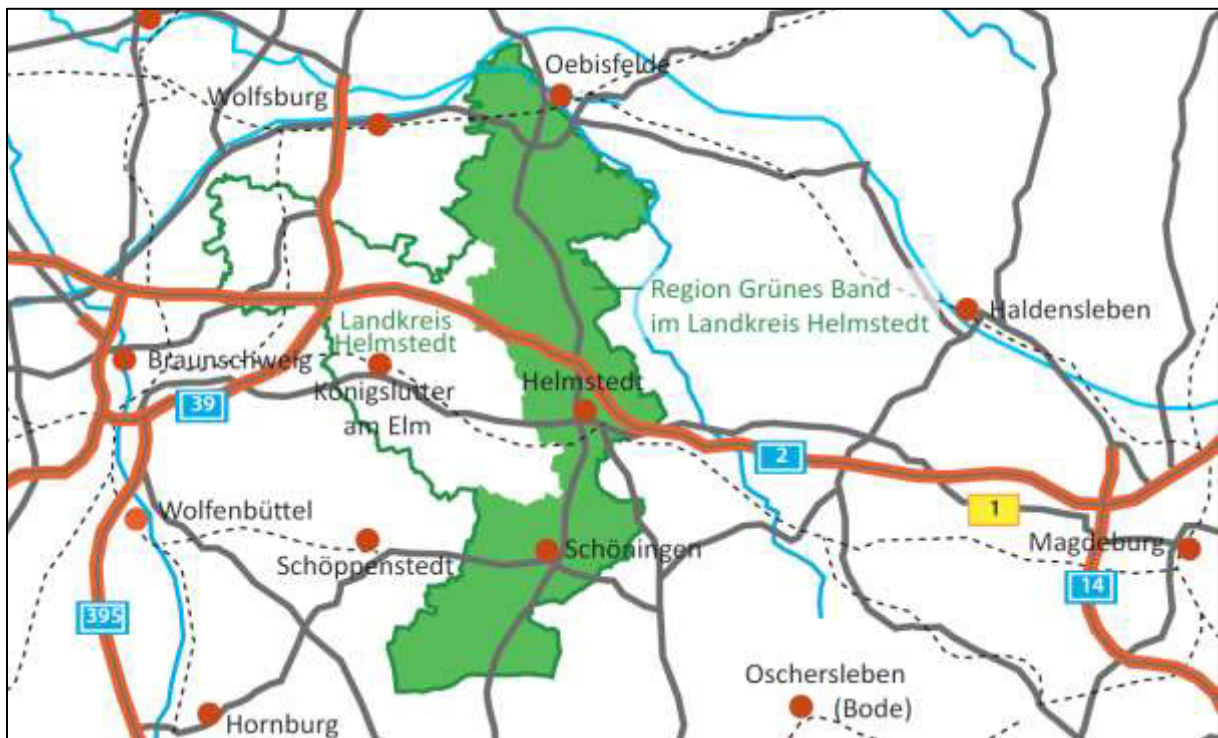 Oebisfelde
Wolfsburg
Region Grünes Band
im Landkreis Helmstedt
Haldensleben
Landkreis
Helmstedt
Braunschweig
Helmstedt
Königslutter
am Elm
39
2
1
Wolfenbüttel
Schöppenstedt
Schöningen
Magdeburg
14
395
Oschersleben
(Bode)
Hornburg